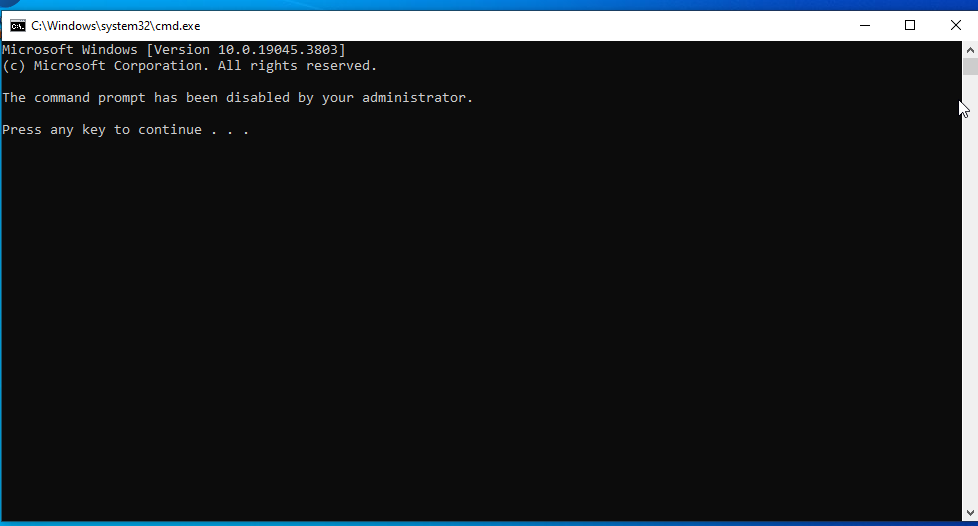 C:\Windows\system32\cmd.exe
Microsoft Windows [Version 10.0.19045.3803]
(c) Microsoft Corporation. All rights reserved.
The command prompt has been disabled by your administrator.
Press any key to continue . . .